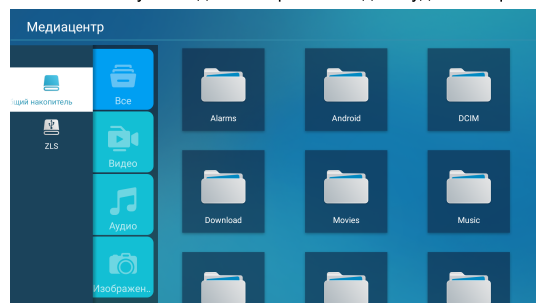 Медиацентр
щий накопитель
ZLS
Все
Видео
Аудио
Изображен..
Alarms
Android
DCIM
Download
Movies
Music